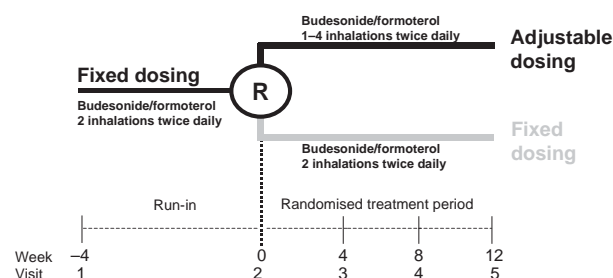 Budesonide/formoterol
1–4 inhalations twice daily
Adjustable
dosing
Fixed dosing
R
Budesonide/formoterol
2 inhalations twice daily
Fixed
dosing
Budesonide/formoterol
2 inhalations twice daily
Run-in
Randomised treatment period
Week –4 0 4 8 12
Visit 1 2 3 4 5